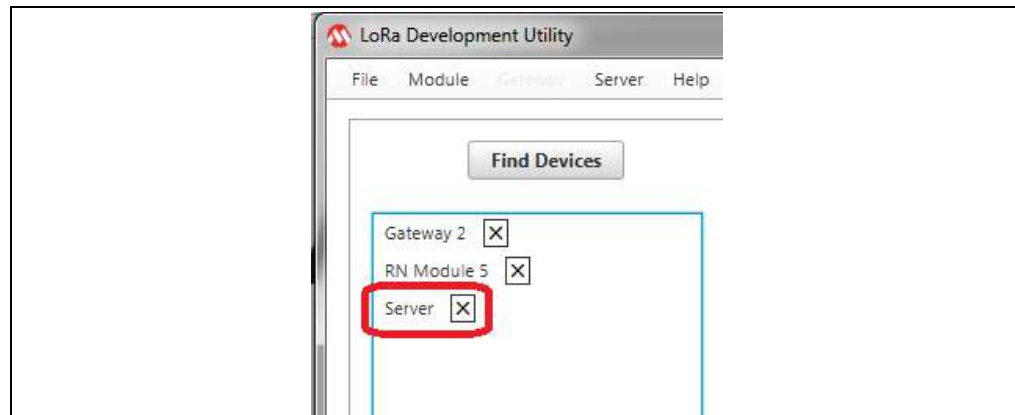 LoRa Development Utility
File Module Gateway Server Help
Find Devices
Gateway 2
RN Module 5
Server